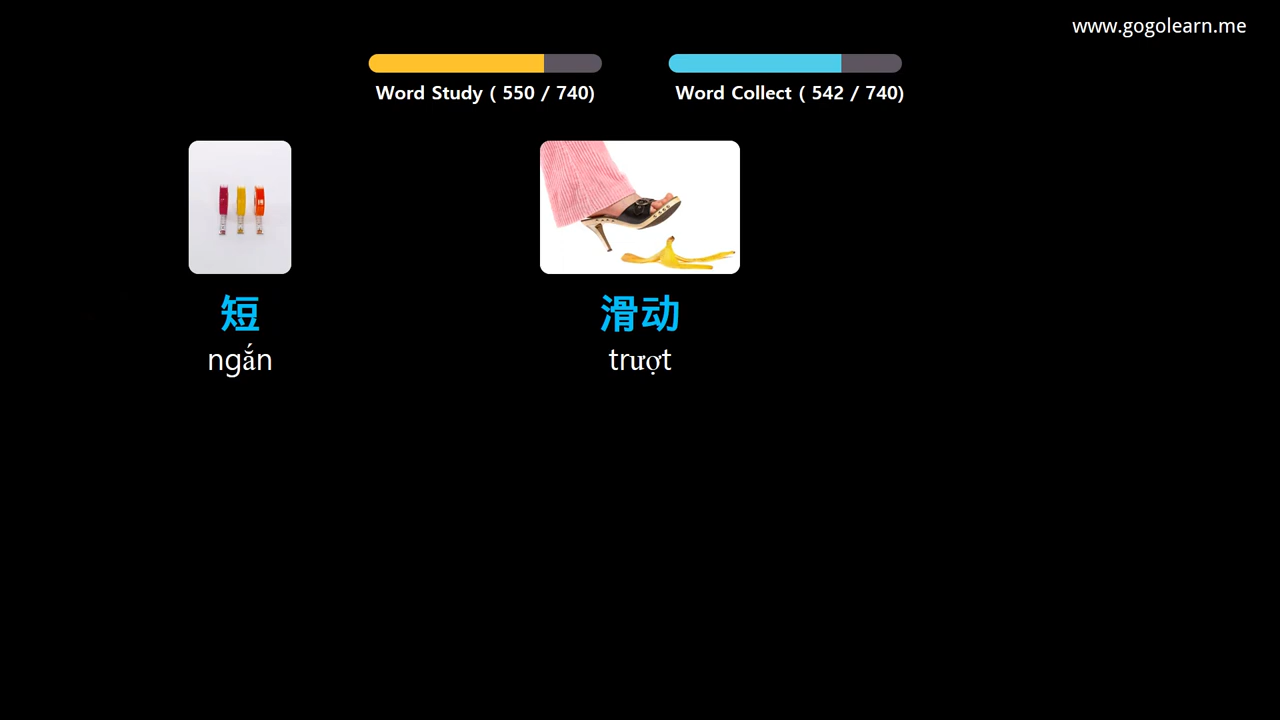 www.gogolearn.me
Word Study ( 550 / 740)
Word Collect ( 542 / 740)
短
ngắn
滑动
trượt